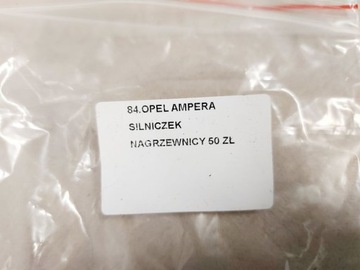 84.OPEL AMPERA
SILNICZEK
NAGRZEWNICY 50 ZŁ